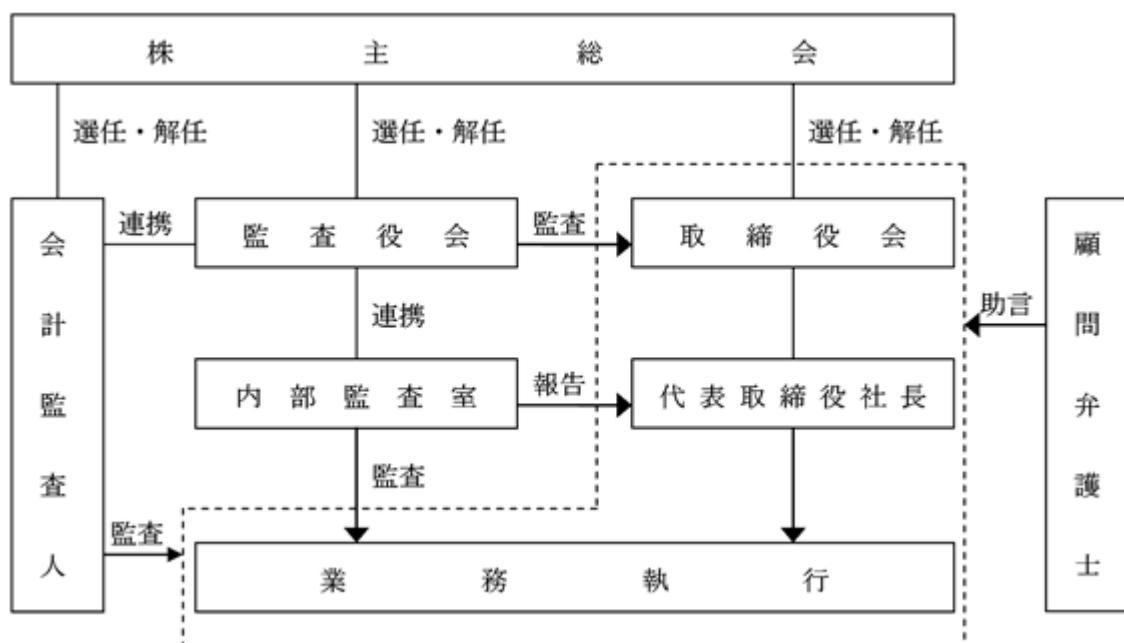 株主総会
選任・解任
選任・解任
選任・解任
会計監査人
連携
監査役会
監査
取締役会
顧問弁護士
連携
助言
内部監査室
報告
代表取締役社長
監査
監査
業務執行